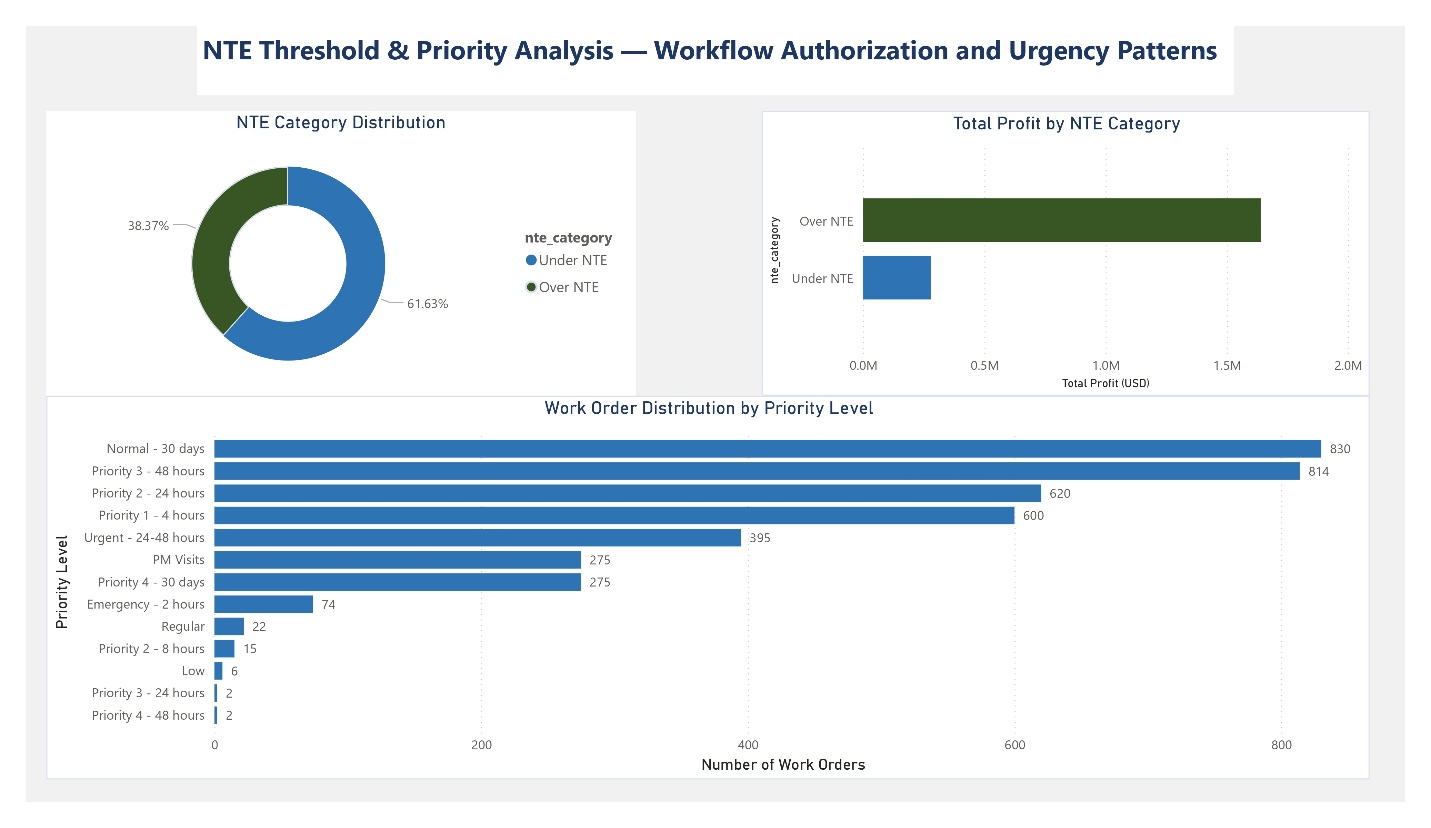 NTE Threshold & Priority Analysis — Workflow Authorization and Urgency Patterns
NTE Category Distribution
38.37%
61.63%
nte_category
Under NTE
Over NTE
Total Profit by NTE Category
nte_category
Over NTE
Under NTE
0.0M 0.5M 1.0M 1.5M 2.0M
Total Profit (USD)
Work Order Distribution by Priority Level
Priority Level
Normal - 30 days 830
Priority 3 - 48 hours 814
Priority 2 - 24 hours 620
Priority 1 - 4 hours 600
Urgent - 24-48 hours 395
PM Visits 275
Priority 4 - 30 days 275
Emergency - 2 hours 74
Regular 22
Priority 2 - 8 hours 15
Low 6
Priority 3 - 24 hours 2
Priority 4 - 48 hours 2
0 200 400 600 800
Number of Work Orders